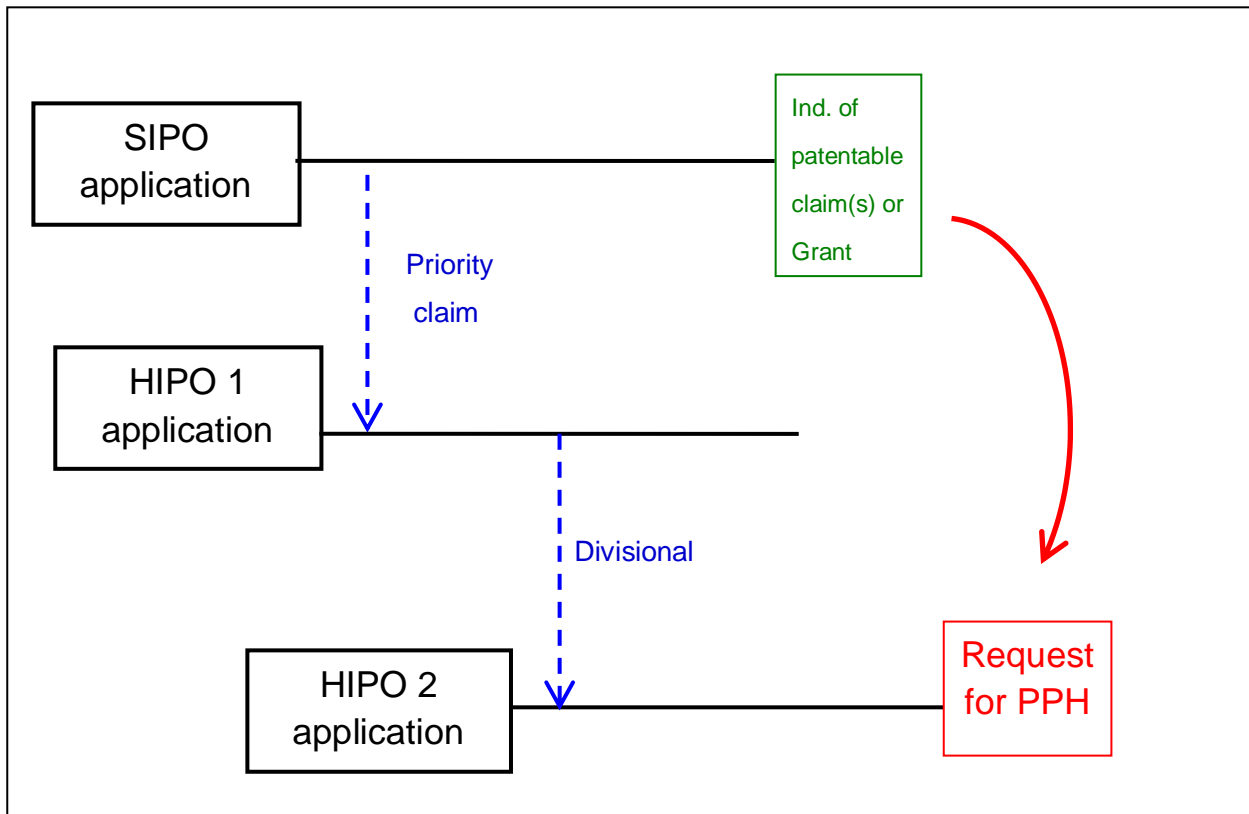 SIPO
application
Ind. of
patentable
claim(s) or
Grant
Priority
claim
HIPO 1
application
Divisional
HIPO 2
application
Request
for PPH